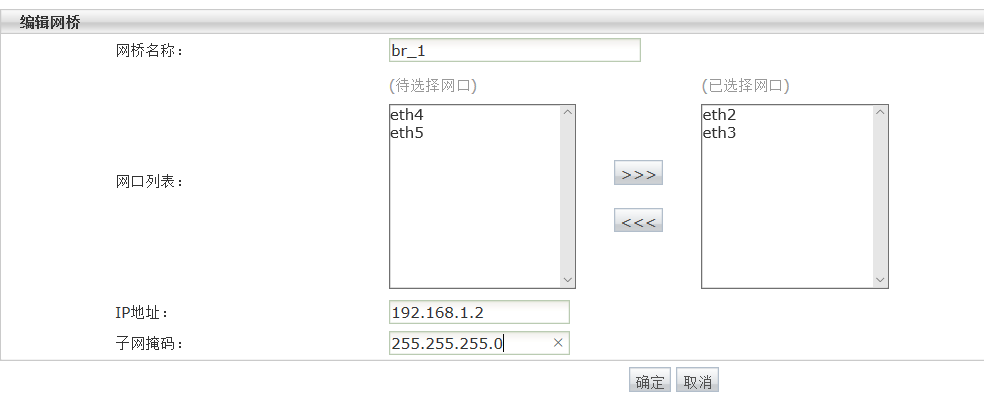 编辑网桥
网桥名称：
br_1
(待选择网口)
(已选择网口)
网口列表：
eth4
eth5
>>>
<<<
eth2
eth3
IP地址：
192.168.1.2
子网掩码：
255.255.255.0
确定
取消